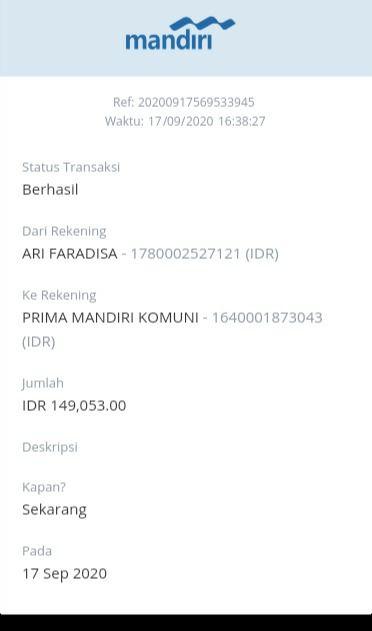 mandiri
Ref: 20200917569533945
Waktu: 17/09/2020 16:38:27
Status Transaksi
Berhasil
Dari Rekening
ARI FARADISA - 1780002527121 (IDR)
Ke Rekening
PRIMA MANDIRI KOMUNI - 1640001873043
(IDR)
Jumlah
IDR 149,053.00
Deskripsi
Kapan?
Sekarang
Pada
17 Sep 2020